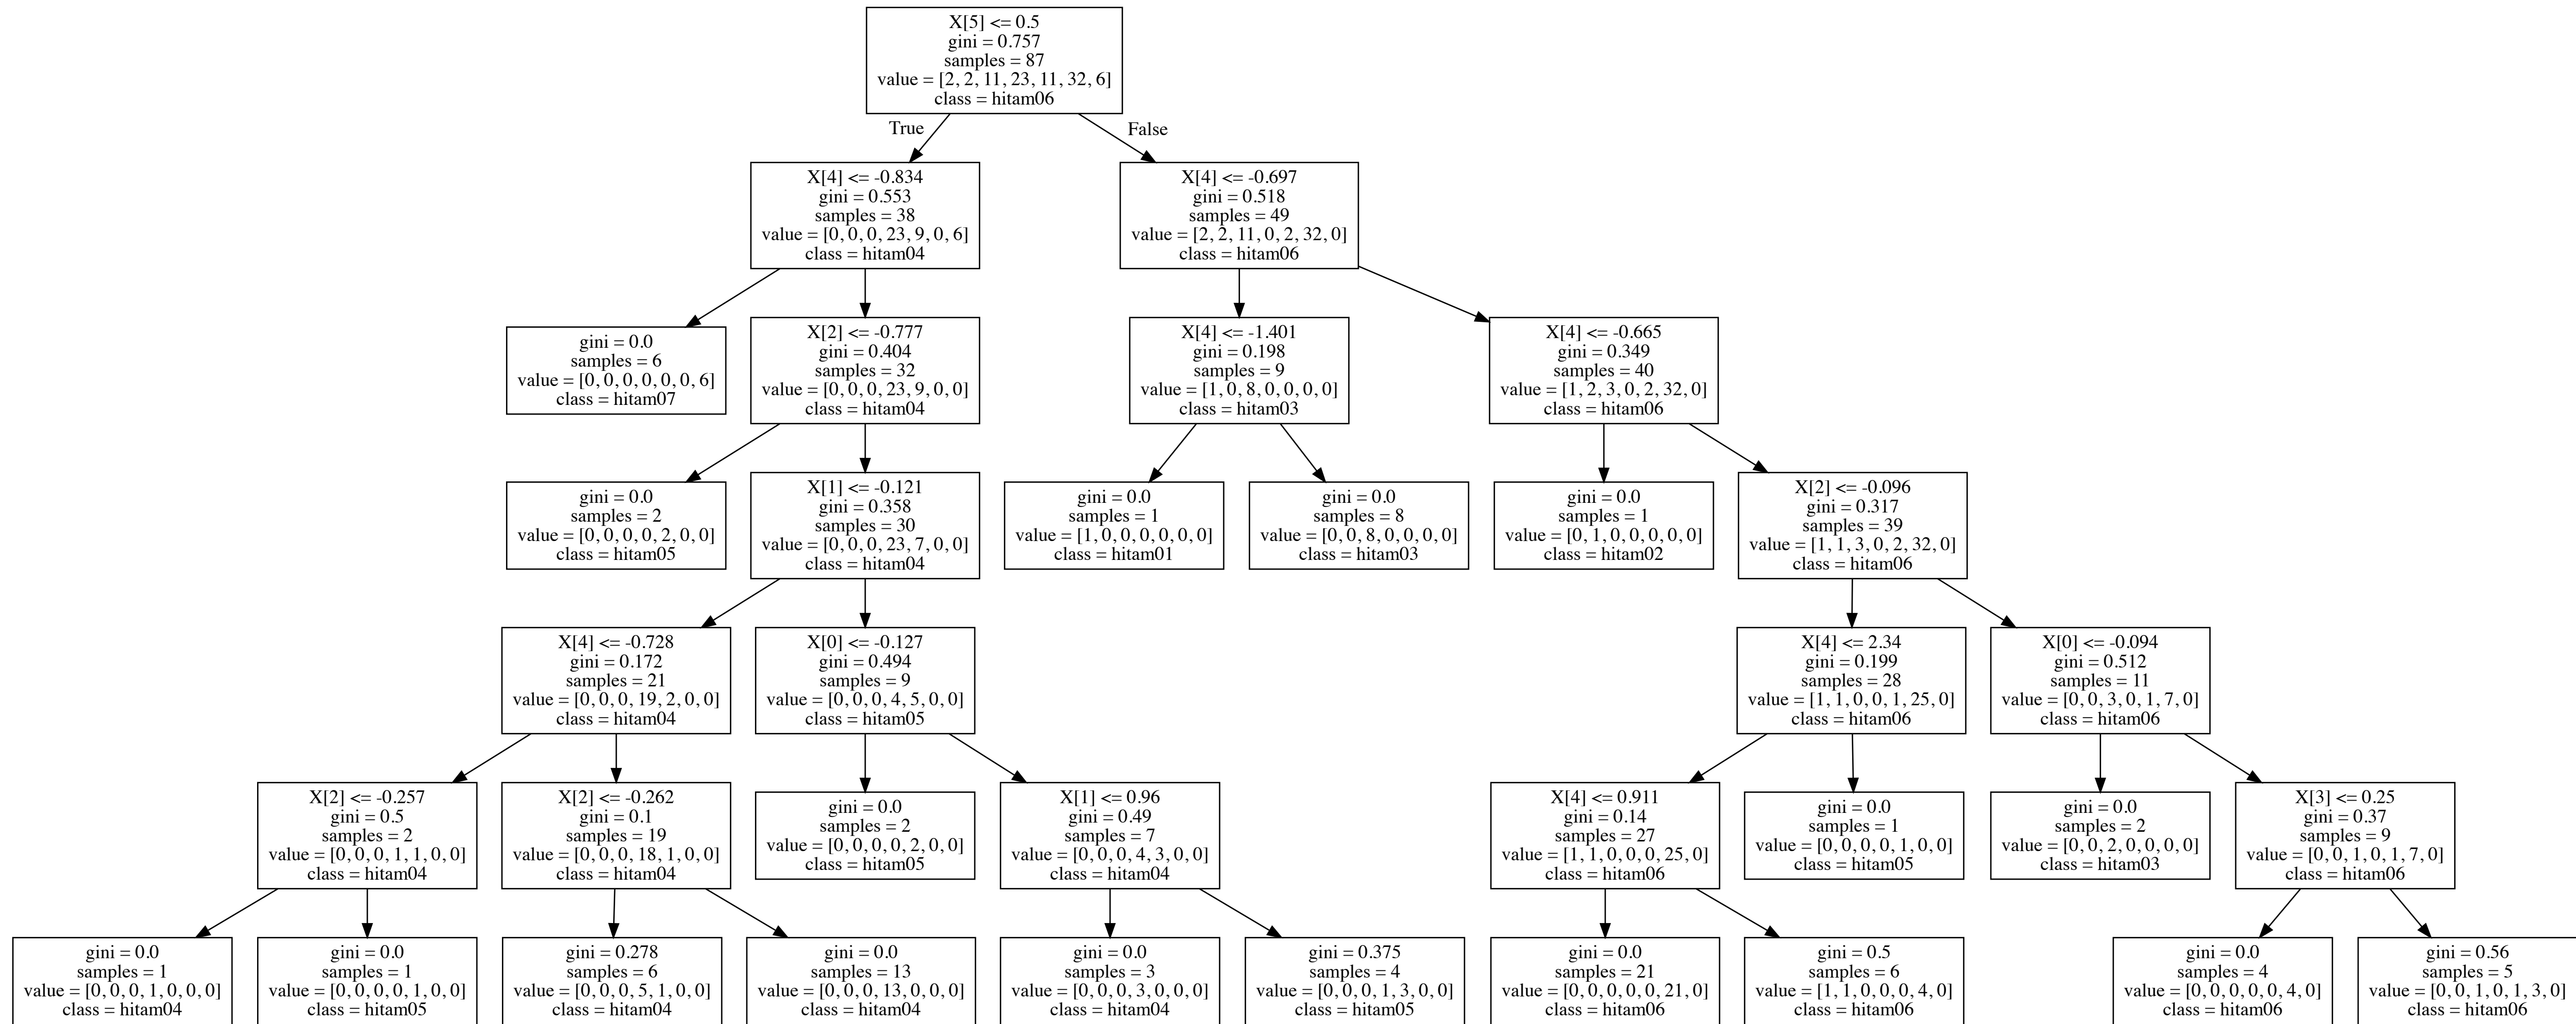 X[5] <= 0.5
gini = 0.757
samples = 87
value = [2, 2, 11, 23, 11, 32, 6]
class = hitam06
True
False
X[4] <= -0.834
gini = 0.553
samples = 38
value = [0, 0, 0, 23, 9, 0, 6]
class = hitam04
X[4] <= -0.697
gini = 0.518
samples = 49
value = [2, 2, 11, 0, 2, 32, 0]
class = hitam06
gini = 0.0
samples = 6
value = [0, 0, 0, 0, 0, 0, 6]
class = hitam07
X[2] <= -0.777
gini = 0.404
samples = 32
value = [0, 0, 0, 23, 9, 0, 0]
class = hitam04
X[4] <= -1.401
gini = 0.198
samples = 9
value = [1, 0, 8, 0, 0, 0, 0]
class = hitam03
X[4] <= -0.665
gini = 0.349
samples = 40
value = [1, 2, 3, 0, 2, 32, 0]
class = hitam06
gini = 0.0
samples = 2
value = [0, 0, 0, 0, 2, 0, 0]
class = hitam05
X[1] <= -0.121
gini = 0.358
samples = 30
value = [0, 0, 0, 23, 7, 0, 0]
class = hitam04
gini = 0.0
samples = 1
value = [1, 0, 0, 0, 0, 0, 0]
class = hitam01
gini = 0.0
samples = 8
value = [0, 0, 8, 0, 0, 0, 0]
class = hitam03
gini = 0.0
samples = 1
value = [0, 1, 0, 0, 0, 0, 0]
class = hitam02
X[2] <= -0.096
gini = 0.317
samples = 39
value = [1, 1, 3, 0, 2, 32, 0]
class = hitam06
X[4] <= -0.728
gini = 0.172
samples = 21
value = [0, 0, 0, 19, 2, 0, 0]
class = hitam04
X[0] <= -0.127
gini = 0.494
samples = 9
value = [0, 0, 0, 4, 5, 0, 0]
class = hitam05
X[4] <= 2.34
gini = 0.199
samples = 28
value = [1, 1, 0, 0, 1, 25, 0]
class = hitam06
X[0] <= -0.094
gini = 0.512
samples = 11
value = [0, 0, 3, 0, 1, 7, 0]
class = hitam06
X[2] <= -0.257
gini = 0.5
samples = 2
value = [0, 0, 0, 1, 1, 0, 0]
class = hitam04
X[2] <= -0.262
gini = 0.1
samples = 19
value = [0, 0, 0, 18, 1, 0, 0]
class = hitam04
gini = 0.0
samples = 2
value = [0, 0, 0, 0, 2, 0, 0]
class = hitam05
X[1] <= 0.96
gini = 0.49
samples = 7
value = [0, 0, 0, 4, 3, 0, 0]
class = hitam04
X[4] <= 0.911
gini = 0.14
samples = 27
value = [1, 1, 0, 0, 0, 25, 0]
class = hitam06
gini = 0.0
samples = 1
value = [0, 0, 0, 0, 1, 0, 0]
class = hitam05
gini = 0.0
samples = 2
value = [0, 0, 2, 0, 0, 0, 0]
class = hitam03
X[3] <= 0.25
gini = 0.37
samples = 9
value = [0, 0, 1, 0, 1, 7, 0]
class = hitam06
gini = 0.0
samples = 1
value = [0, 0, 0, 1, 0, 0, 0]
class = hitam04
gini = 0.0
samples = 1
value = [0, 0, 0, 0, 1, 0, 0]
class = hitam05
gini = 0.278
samples = 6
value = [0, 0, 0, 5, 1, 0, 0]
class = hitam04
gini = 0.0
samples = 13
value = [0, 0, 0, 13, 0, 0, 0]
class = hitam04
gini = 0.0
samples = 3
value = [0, 0, 0, 3, 0, 0, 0]
class = hitam04
gini = 0.375
samples = 4
value = [0, 0, 0, 1, 3, 0, 0]
class = hitam05
gini = 0.0
samples = 21
value = [0, 0, 0, 0, 0, 21, 0]
class = hitam06
gini = 0.5
samples = 6
value = [1, 1, 0, 0, 0, 4, 0]
class = hitam06
gini = 0.0
samples = 4
value = [0, 0, 0, 0, 0, 4, 0]
class = hitam06
gini = 0.56
samples = 5
value = [0, 0, 1, 0, 1, 3, 0]
class = hitam06